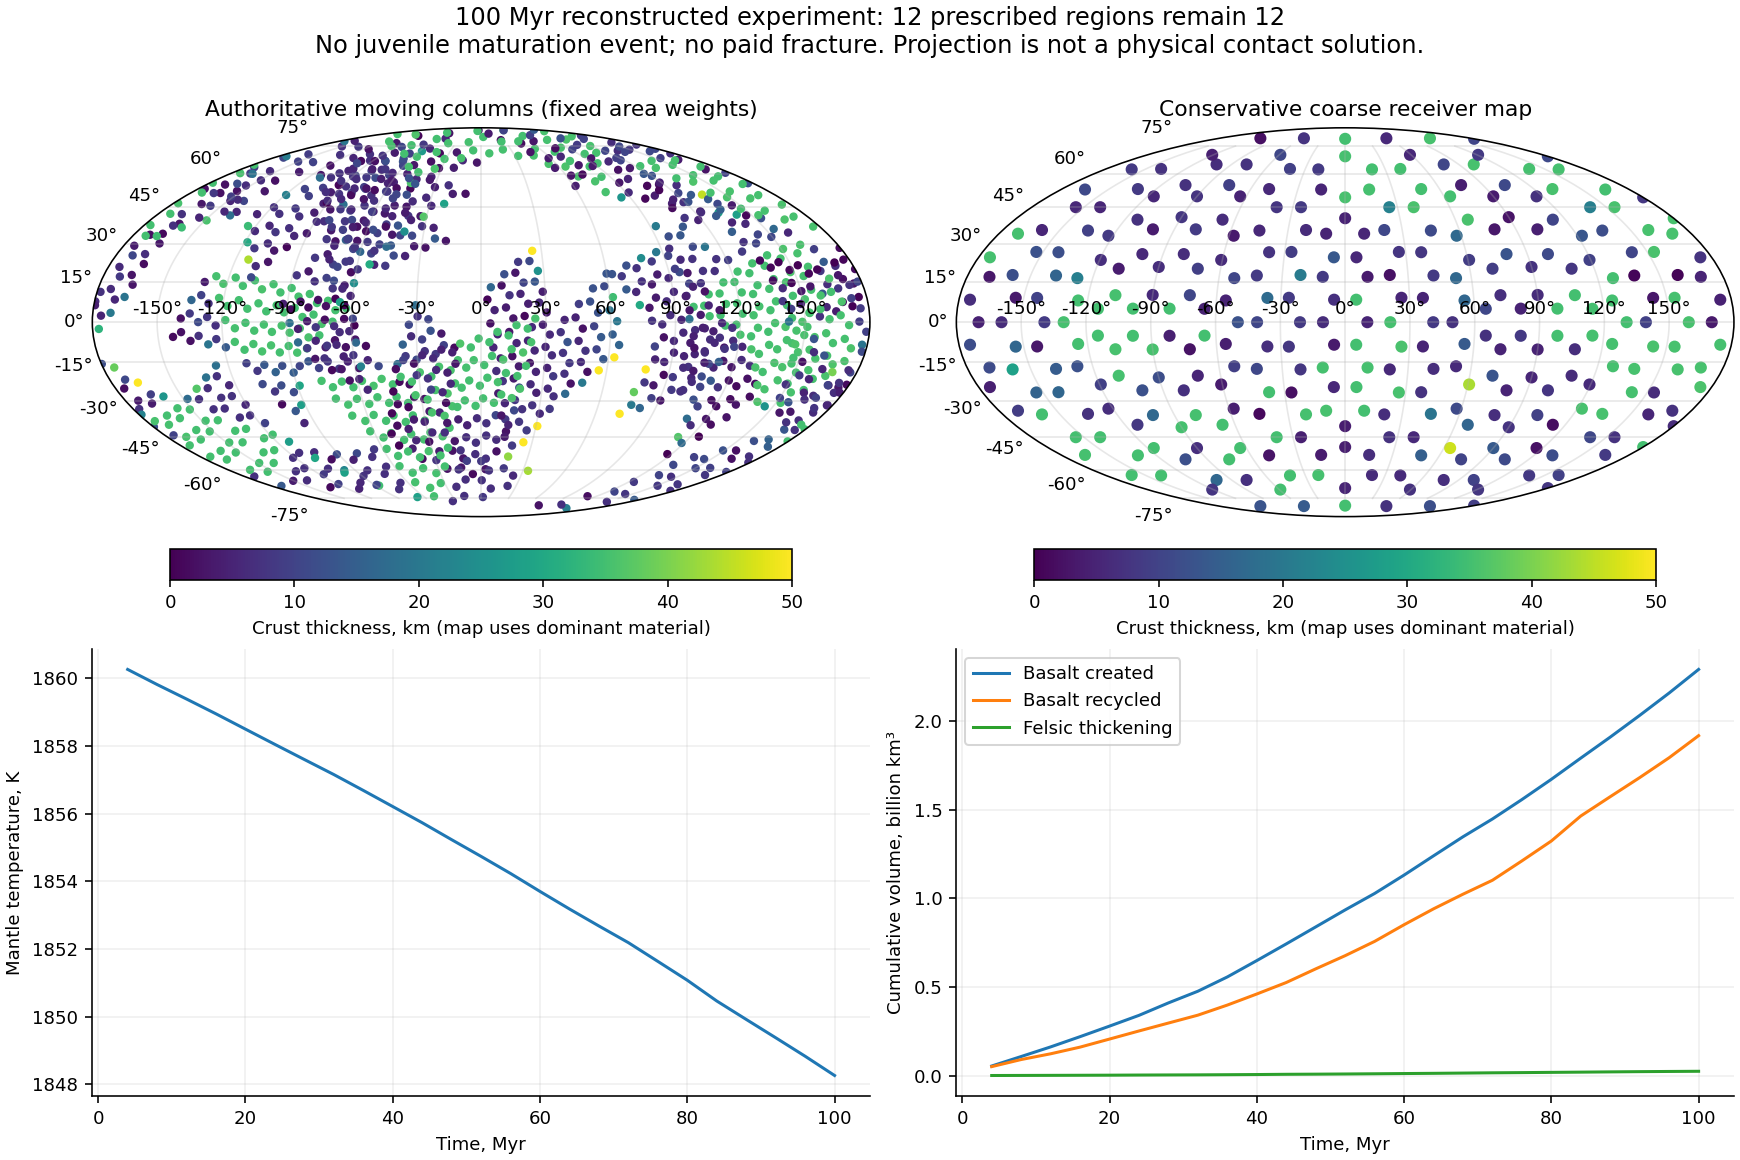 100 Myr reconstructed experiment: 12 prescribed regions remain 12
No juvenile maturation event; no paid fracture. Projection is not a physical contact solution.
Authoritative moving columns (fixed area weights)
75°
60°
45°
30°
15°
0°
-15°
-30°
-45°
-60°
-75°
-150° -120° -90° -60° -30° 0° 30° 60° 90° 120° 150°
0 10 20 30 40 50
Crust thickness, km (map uses dominant material)
Conservative coarse receiver map
75°
60°
45°
30°
15°
0°
-15°
-30°
-45°
-60°
-75°
-150° -120° -90° -60° -30° 0° 30° 60° 90° 120° 150°
0 10 20 30 40 50
Crust thickness, km (map uses dominant material)
Mantle temperature, K
1860
1858
1856
1854
1852
1850
1848
0 20 40 60 80 100
Time, Myr
Cumulative volume, billion km³
Basalt created
Basalt recycled
Felsic thickening
2.0
1.5
1.0
0.5
0.0
0 20 40 60 80 100
Time, Myr